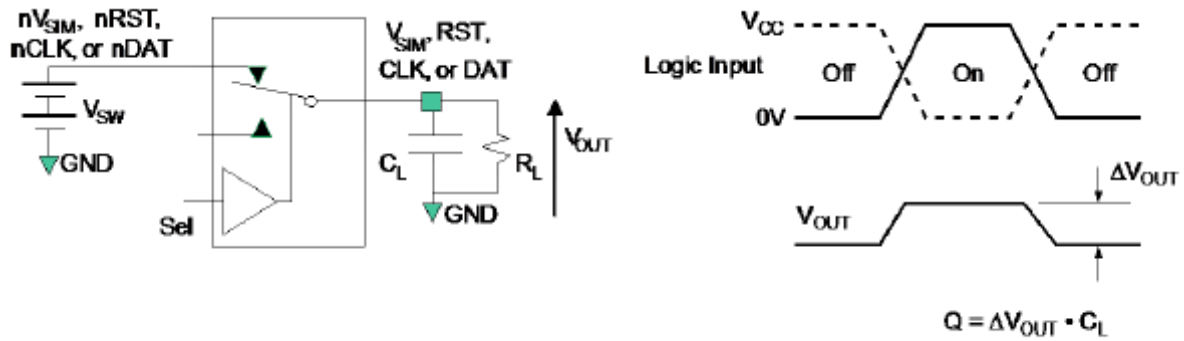 nV_SIM, nRST,
nCLK, or nDAT
V_SIM, RST,
CLK, or DAT
V_SW
GND
Sel
C_L
R_L
GND
V_OUT
V_CC
Logic Input
Off
On
Off
0V
ΔV_OUT
V_OUT
Q = ΔV_OUT • C_L